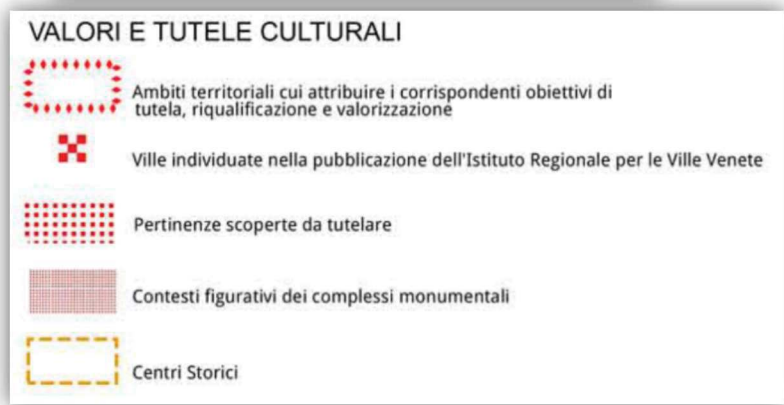 VALORI E TUTELE CULTURALI
Ambiti territoriali cui attribuire i corrispondenti obiettivi di
tutela, riqualificazione e valorizzazione
Ville individuate nella pubblicazione dell'Istituto Regionale per le Ville Venete
Pertinenze scoperte da tutelare
Contesti figurativi dei complessi monumentali
Centri Storici